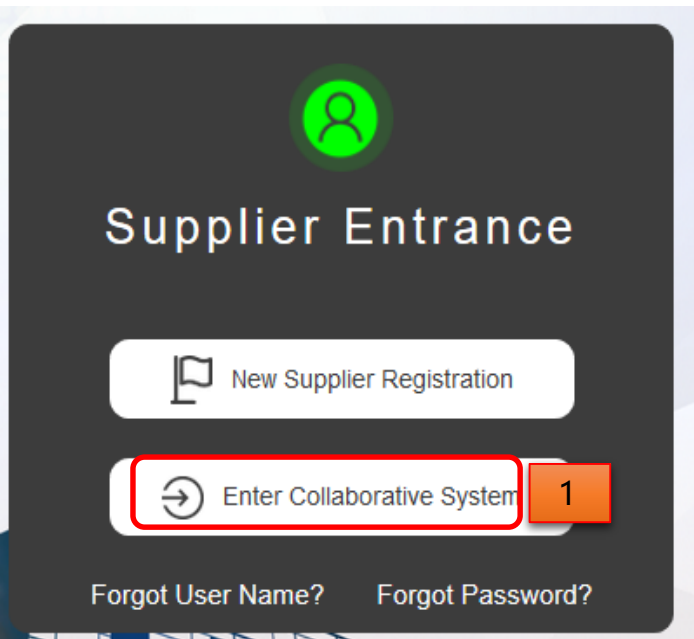 Supplier Entrance
New Supplier Registration
Enter Collaborative System
1
Forgot User Name? Forgot Password?